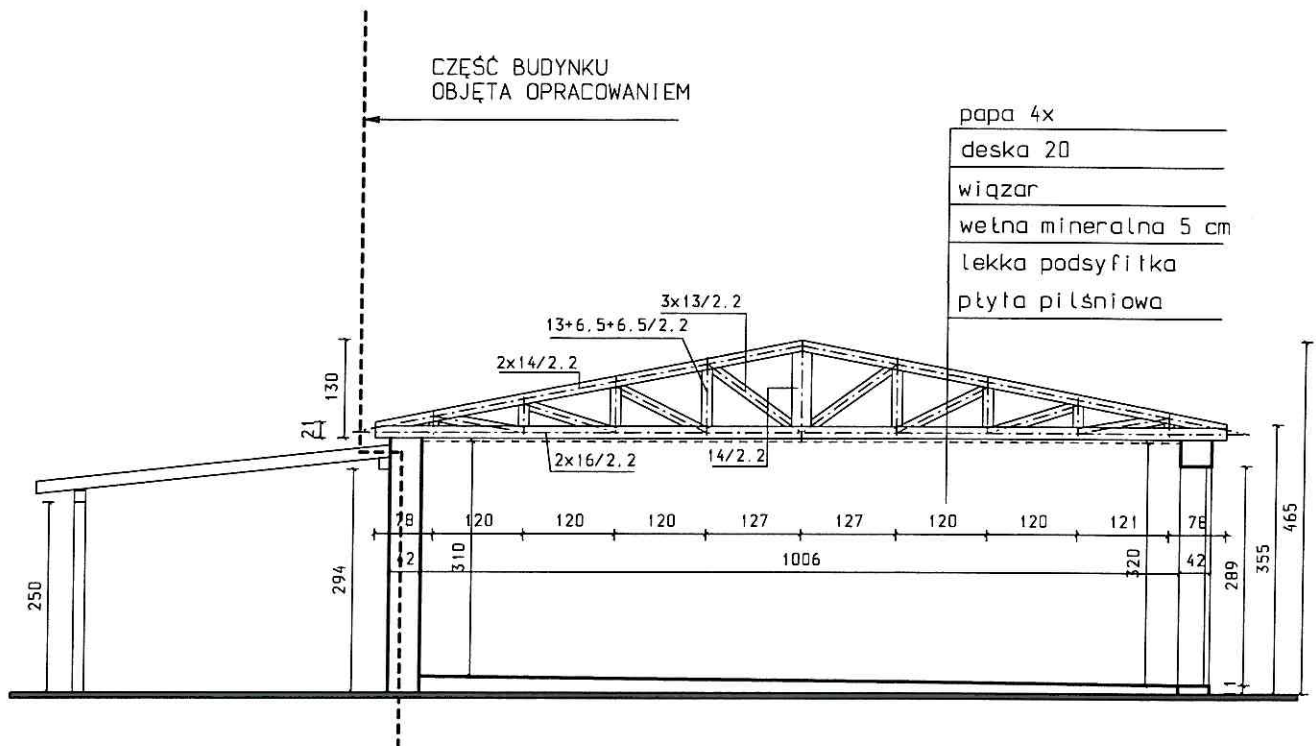 CZĘŚĆ BUDYNKU
OBJĘTA OPRACOWANIEM
papa 4x
deska 20
wiązar
wełna mineralna 5 cm
lekka podsyfitka
płyta pilśniowa
3x13/2.2
13+6.5+6.5/2.2
2x14/2.2
130
21
2x16/2.2
14/2.2
78
120
120
120
127
127
120
120
121
78
42
1006
42
310
320
250
294
289
355
465
11